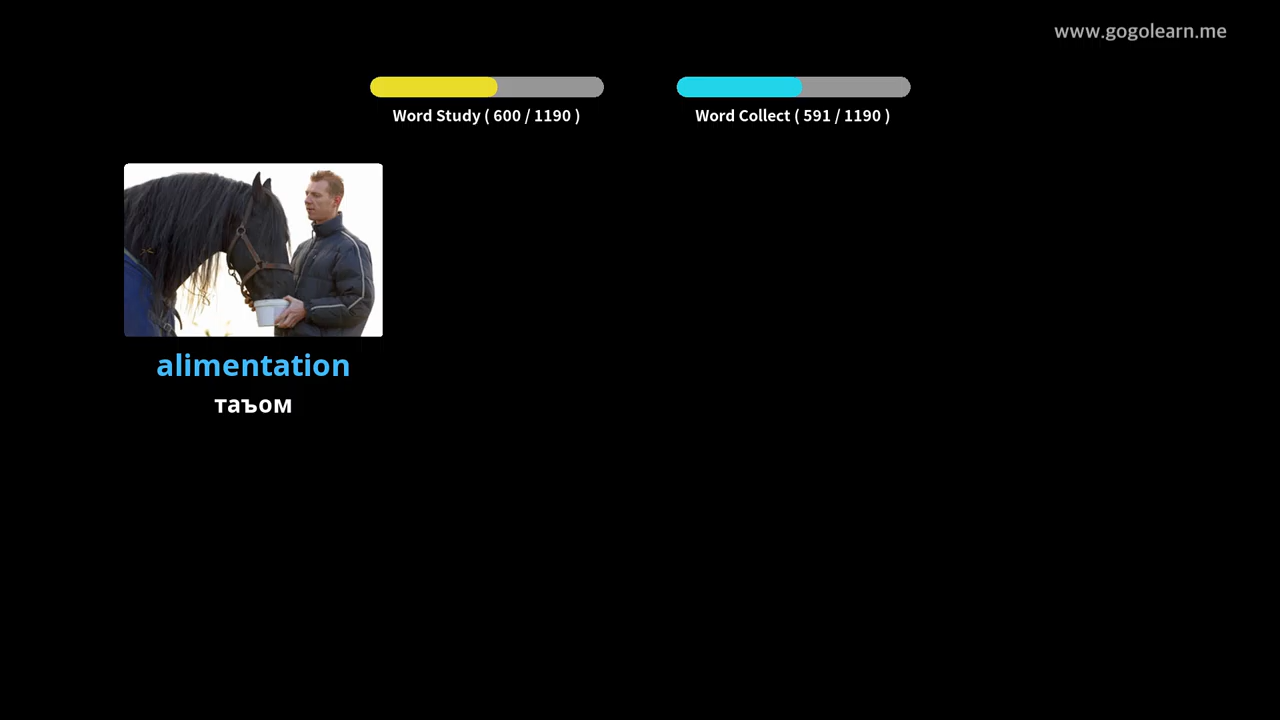 www.gogolearn.me
Word Study ( 600 / 1190 )
Word Collect ( 591 / 1190 )
alimentation
таъом